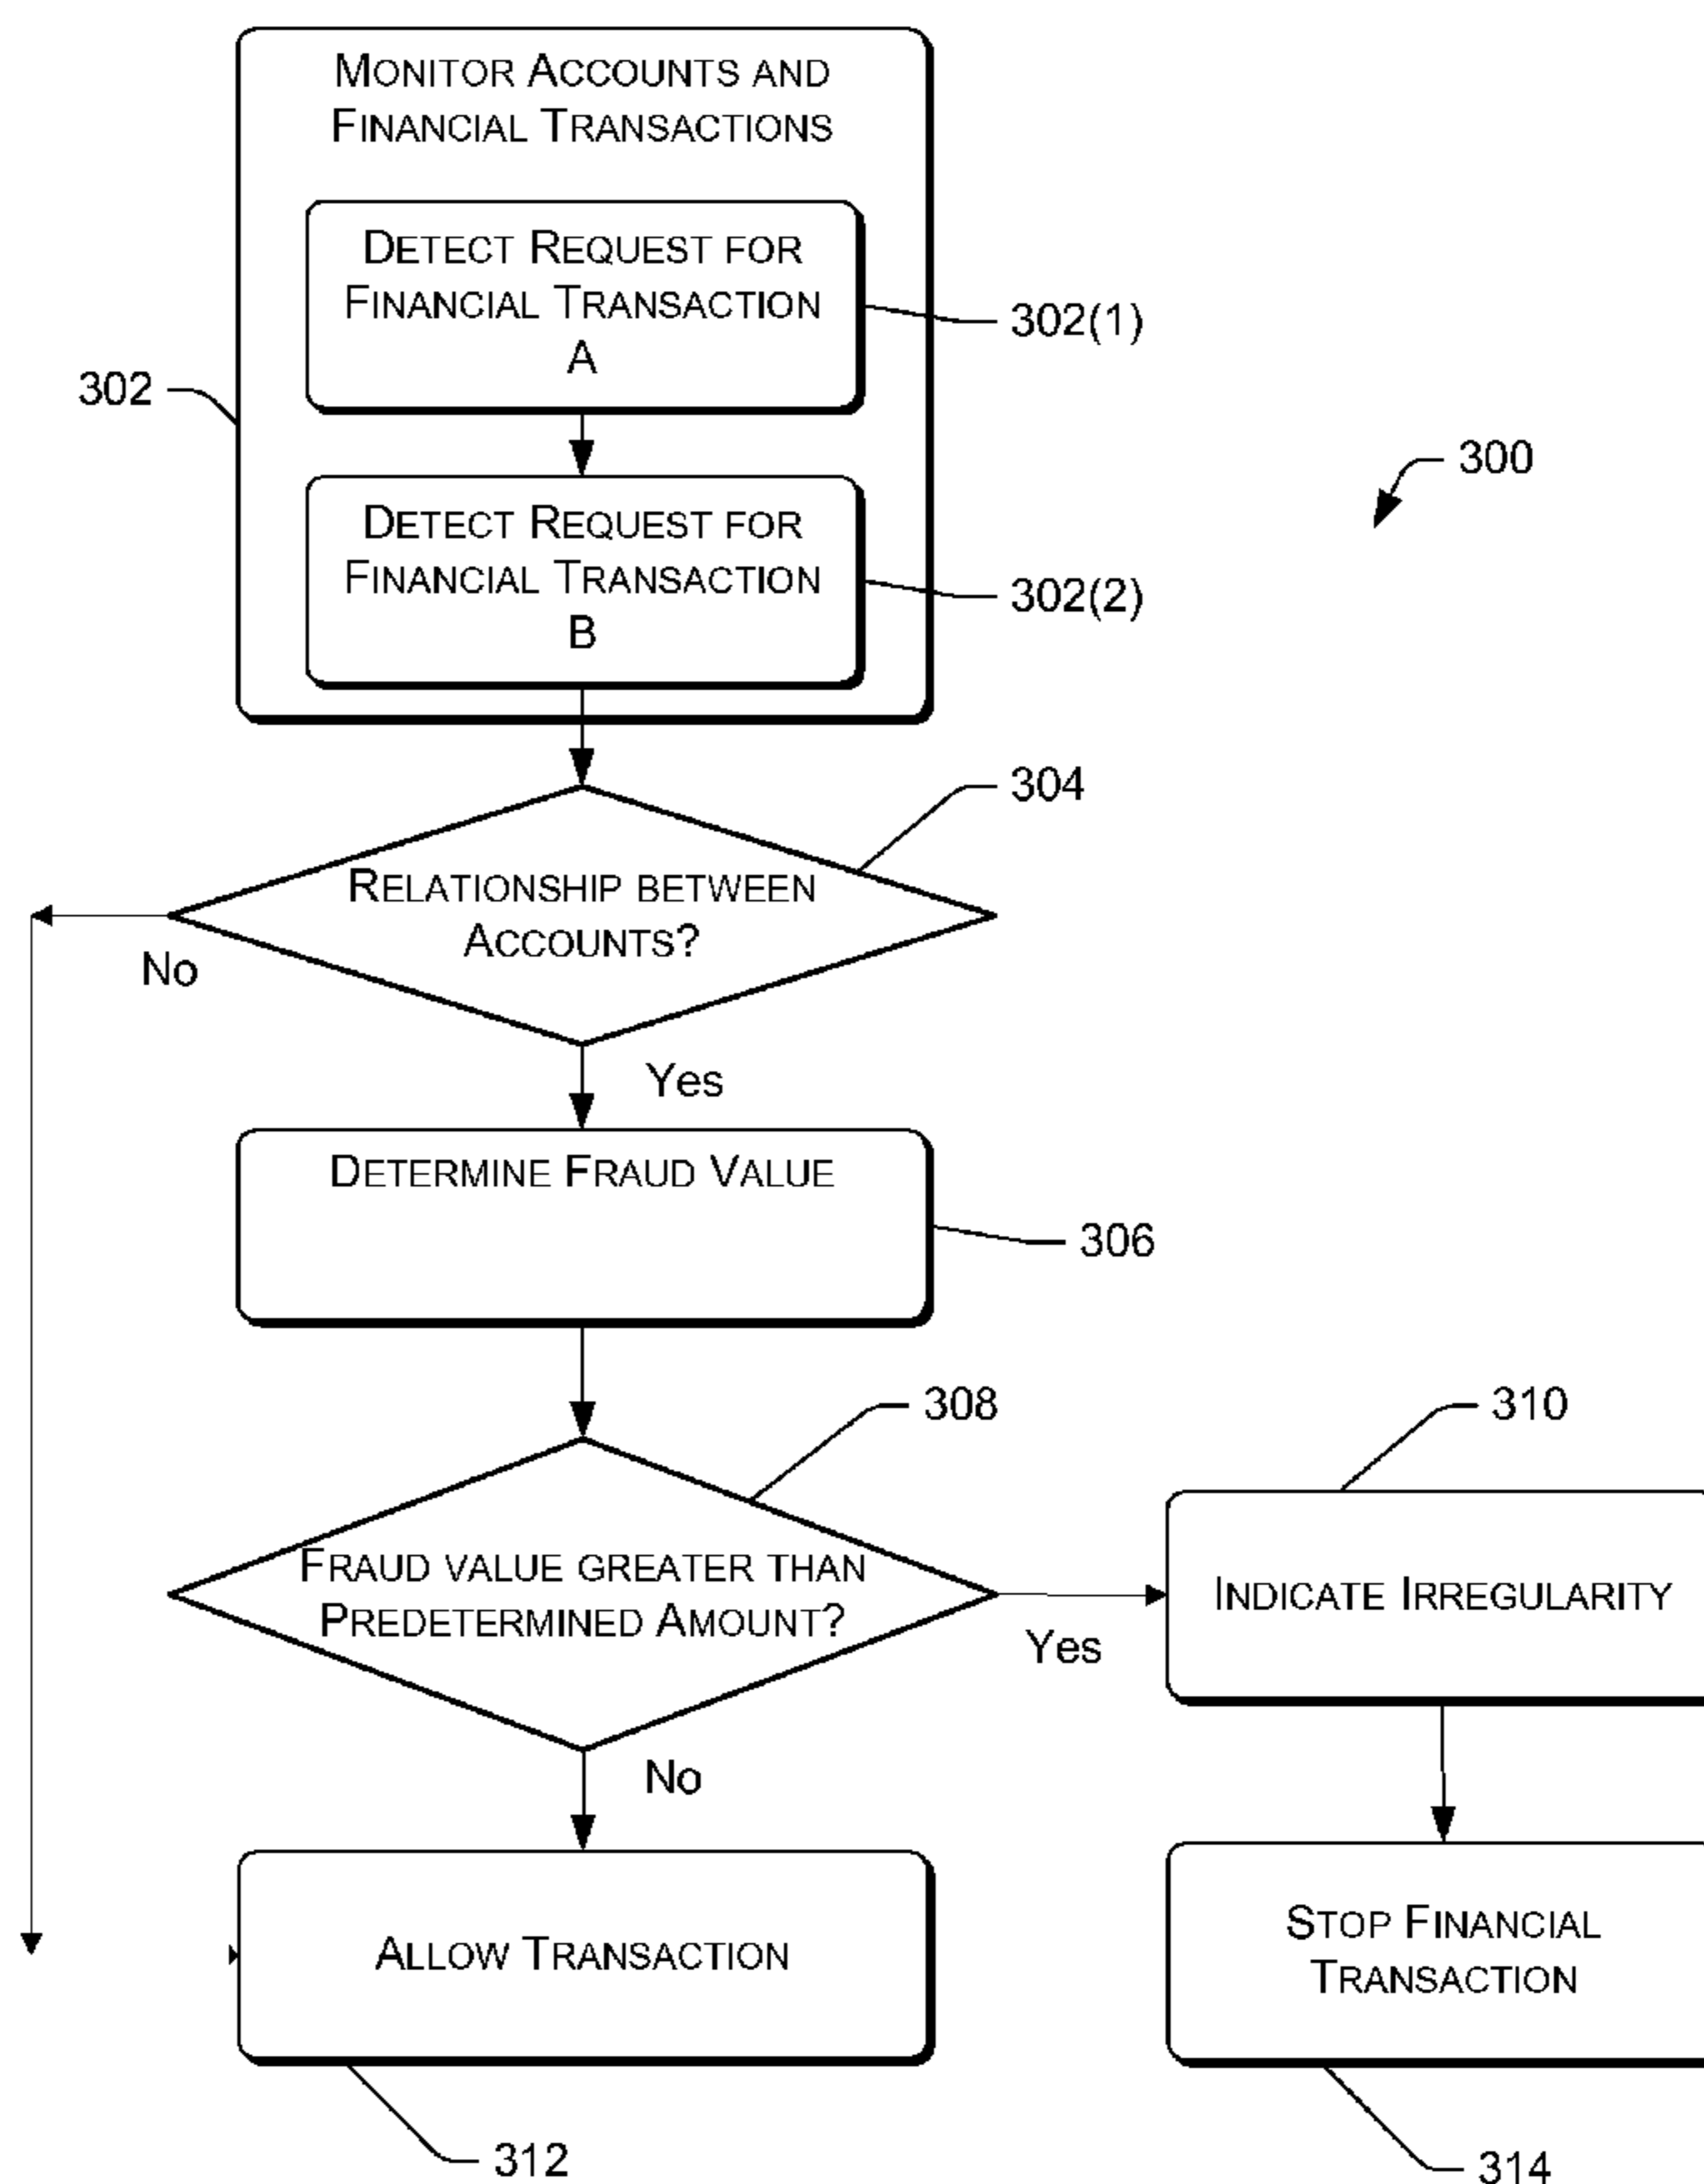 MONITOR ACCOUNTS AND
FINANCIAL TRANSACTIONS
DETECT REQUEST FOR
FINANCIAL TRANSACTION
A
302(1)
302
300
DETECT REQUEST FOR
FINANCIAL TRANSACTION
B
302(2)
304
RELATIONSHIP BETWEEN
ACCOUNTS?
No
Yes
DETERMINE FRAUD VALUE
306
308
310
FRAUD VALUE GREATER THAN
PREDETERMINED AMOUNT?
Yes
INDICATE IRREGULARITY
No
ALLOW TRANSACTION
STOP FINANCIAL
TRANSACTION
312
314